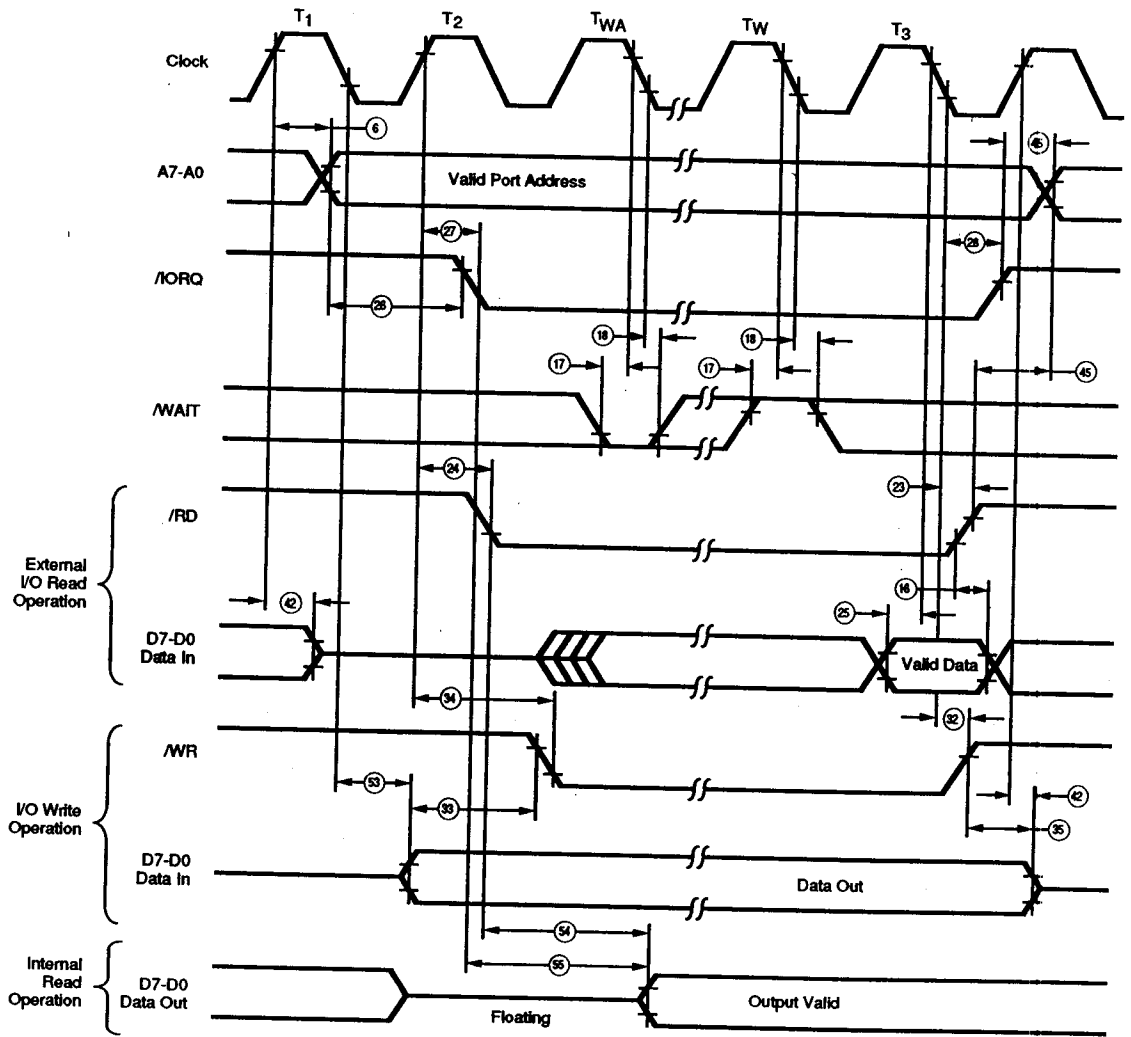 T1 T2 TWA TW T3
Clock
6 45
A7-A0 Valid Port Address
27 28
/IORQ
26
18 18
17 17 45
/WAIT
24 23
/RD
External
I/O Read
Operation
16
42 25
D7-D0
Data In
Valid Data
34 32
/WR
53 33 42
35
I/O Write
Operation
D7-D0
Data In
Data Out
54
55
Internal
Read
Operation
D7-D0
Data Out
Floating
Output Valid